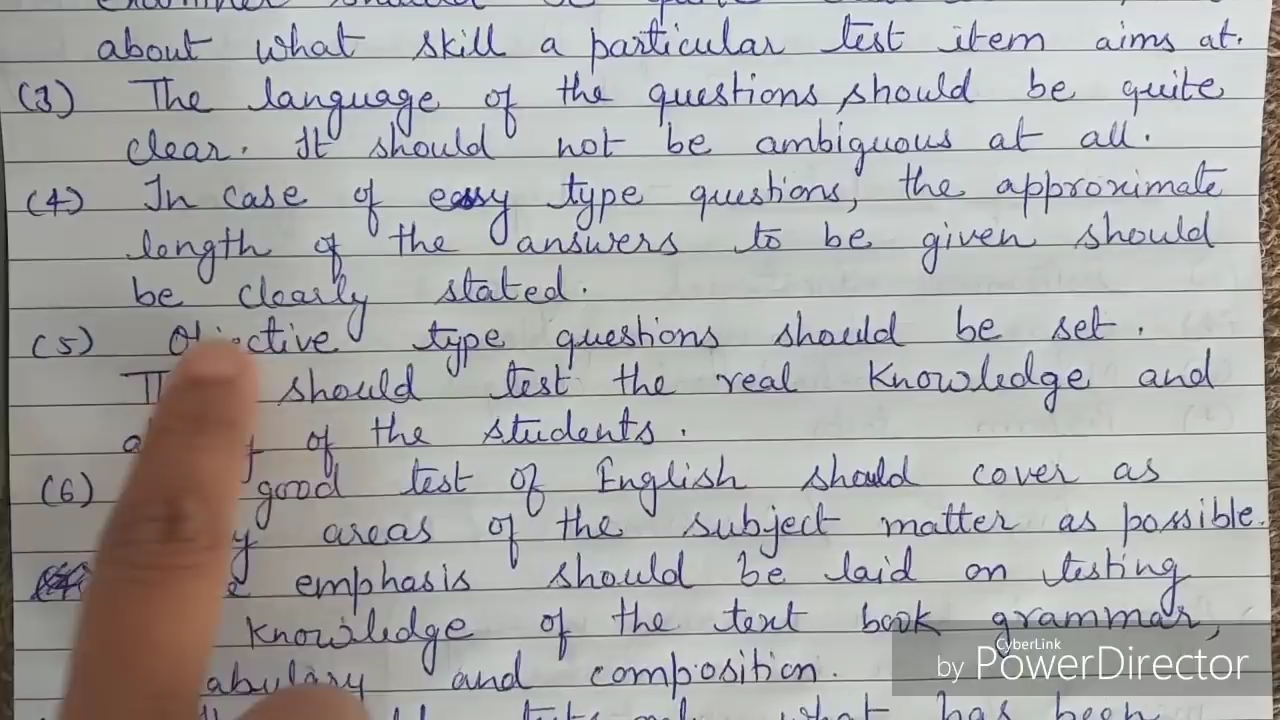 about what skill a particular test item aims at.
(3) The language of the questions should be quite
clear. It should not be ambiguous at all.
(4) In case of easy type questions, the approximate
length of the answers to be given should
be clearly stated.
(5) Objective type questions should be set.
should test the real knowledge and
of the students.
(6) good test of English should cover as
areas of the subject matter as possible.
emphasis should be laid on testing
knowledge of the text book grammar,
and composition.
what has been
CyberLink
by PowerDirector